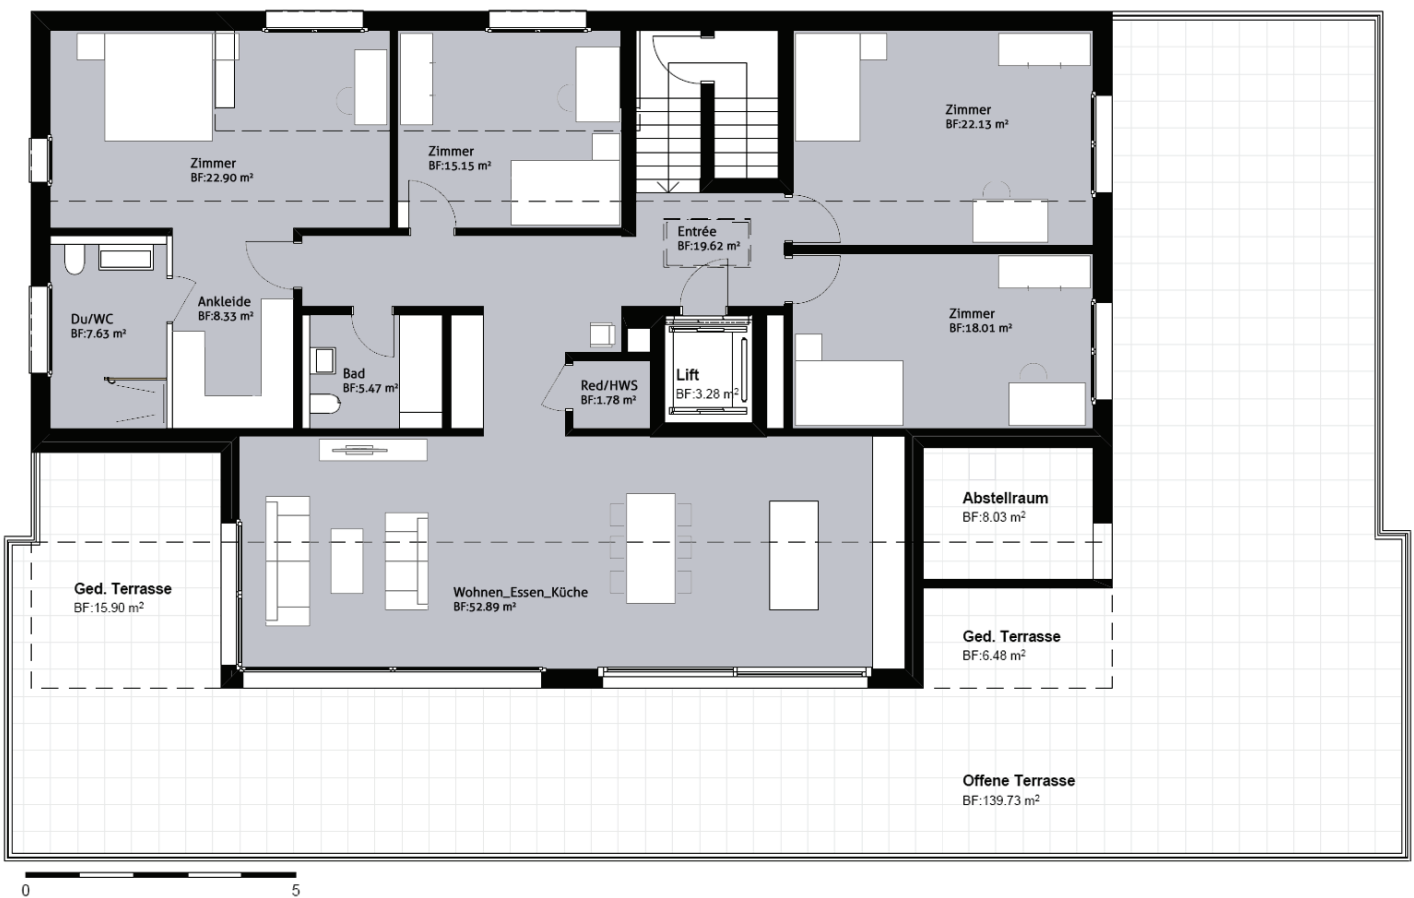 Zimmer
BF:22.90 m²
Zimmer
BF:15.15 m²
Zimmer
BF:22.13 m²
Entrée
BF:19.62 m²
Du/WC
BF:7.63 m²
Ankleide
BF:8.33 m²
Zimmer
BF:18.01 m²
Bad
BF:5.47 m²
Red/HWS
BF:1.78 m²
Lift
BF:3.28 m²
Abstellraum
BF:8.03 m²
Ged. Terrasse
BF:15.90 m²
Wohnen_Essen_Küche
BF:52.89 m²
Ged. Terrasse
BF:6.48 m²
Offene Terrasse
BF:139.73 m²
0 5